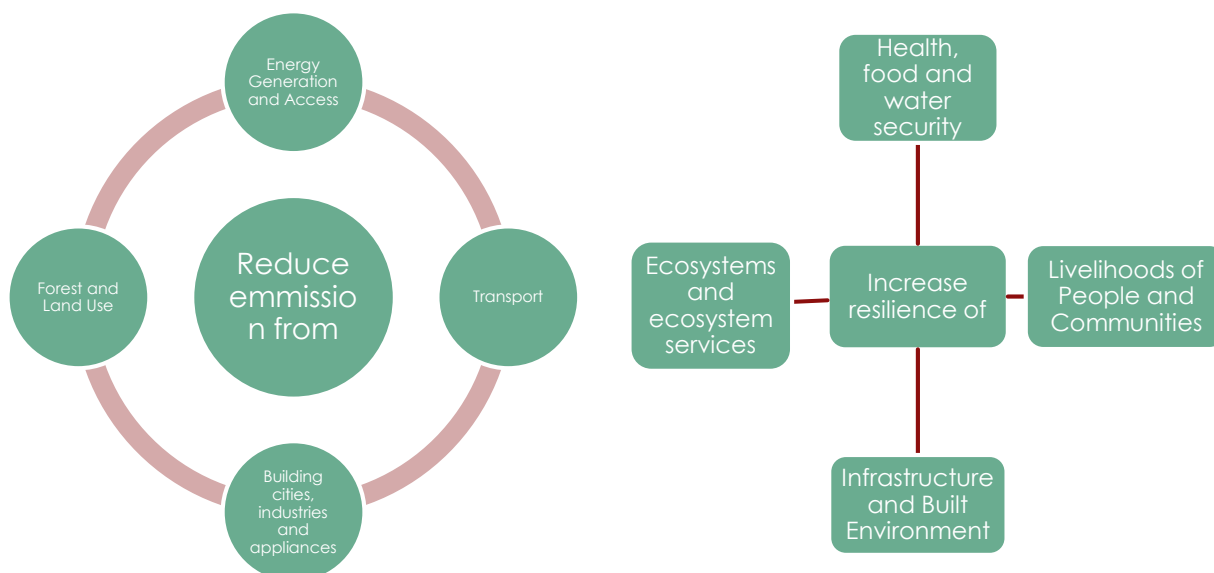 Energy
Generation
and Access
Forest and
Land Use
Reduce
emmissio
n from
Transport
Building
cities,
industries
and
appliances
Health,
food and
water
security
Ecosystems
and
ecosystem
services
Increase
resilience of
Livelihoods of
People and
Communities
Infrastructure
and Built
Environment